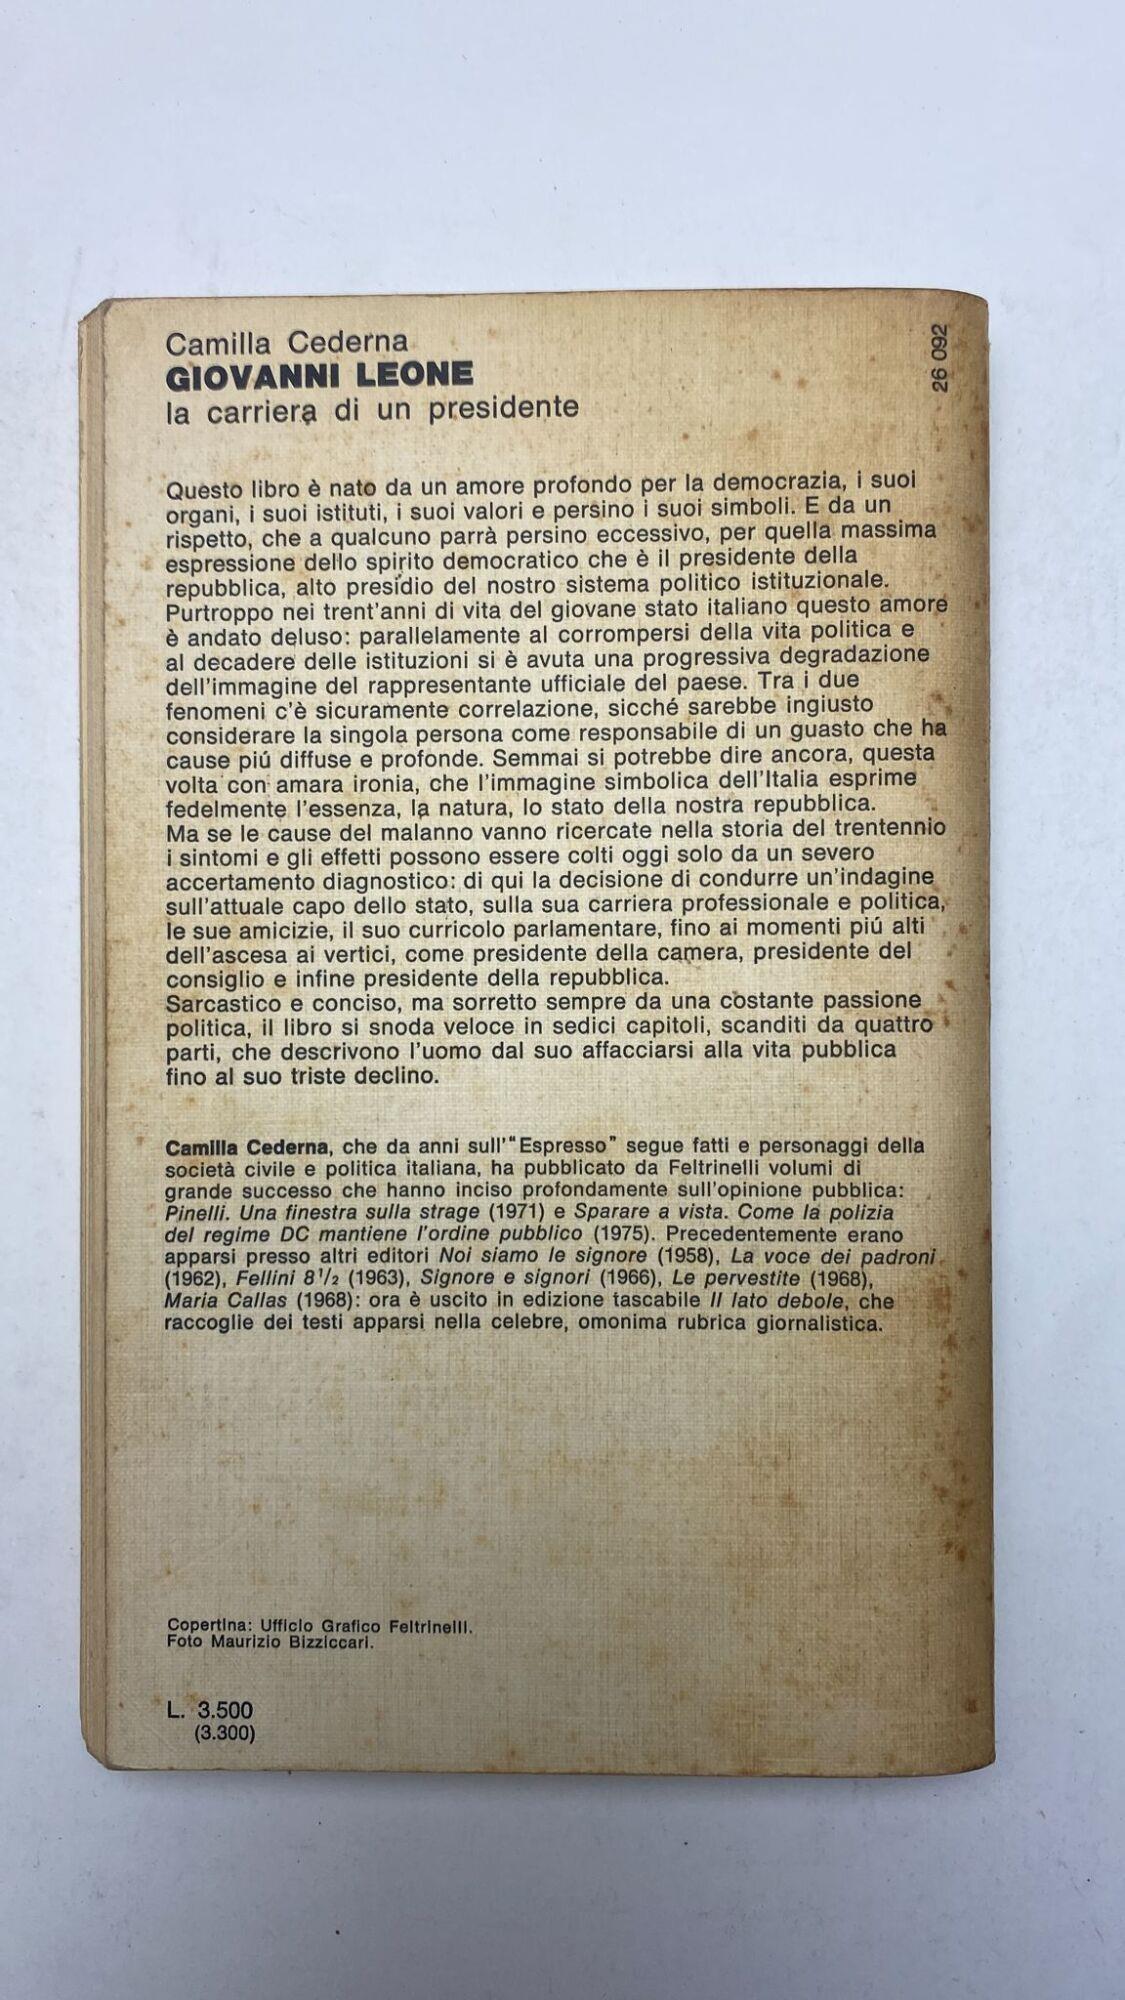 Camilla Cederna
GIOVANNI LEONE
la carriera di un presidente
26 092
Questo libro è nato da un amore profondo per la democrazia, i suoi
organi, i suoi istituti, i suoi valori e persino i suoi simboli. E da un
rispetto, che a qualcuno parrà persino eccessivo, per quella massima
espressione dello spirito democratico che è il presidente della
repubblica, alto presidio del nostro sistema politico istituzionale.
Purtroppo nei trent'anni di vita del giovane stato italiano questo amore
è andato deluso: parallelamente al corrompersi della vita politica e
al decadere delle istituzioni si è avuta una progressiva degradazione
dell'immagine del rappresentante ufficiale del paese. Tra i due
fenomeni c'è sicuramente correlazione, sicché sarebbe ingiusto
considerare la singola persona come responsabile di un guasto che ha
cause piú diffuse e profonde. Semmai si potrebbe dire ancora, questa
volta con amara ironia, che l'immagine simbolica dell'Italia esprime
fedelmente l'essenza, la natura, lo stato della nostra repubblica.
Ma se le cause del malanno vanno ricercate nella storia del trentennio
i sintomi e gli effetti possono essere colti oggi solo da un severo
accertamento diagnostico: di qui la decisione di condurre un'indagine
sull'attuale capo dello stato, sulla sua carriera professionale e politica,
le sue amicizie, il suo curricolo parlamentare, fino ai momenti piú alti
dell'ascesa ai vertici, come presidente della camera, presidente del
consiglio e infine presidente della repubblica.
Sarcastico e conciso, ma sorretto sempre da una costante passione
politica, il libro si snoda veloce in sedici capitoli, scanditi da quattro
parti, che descrivono l'uomo dal suo affacciarsi alla vita pubblica
fino al suo triste declino.
Camilla Cederna, che da anni sull'"Espresso" segue fatti e personaggi della
società civile e politica italiana, ha pubblicato da Feltrinelli volumi di
grande successo che hanno inciso profondamente sull'opinione pubblica:
Pinelli. Una finestra sulla strage (1971) e Sparare a vista. Come la polizia
del regime DC mantiene l'ordine pubblico (1975). Precedentemente erano
apparsi presso altri editori Noi siamo le signore (1958), La voce dei padroni
(1962), Fellini 8 1/2 (1963), Signore e signori (1966), Le pervestite (1968),
Maria Callas (1968): ora è uscito in edizione tascabile Il lato debole, che
raccoglie dei testi apparsi nella celebre, omonima rubrica giornalistica.
Copertina: Ufficio Grafico Feltrinelli.
Foto Maurizio Bizziccari.
L. 3.500
(3.300)